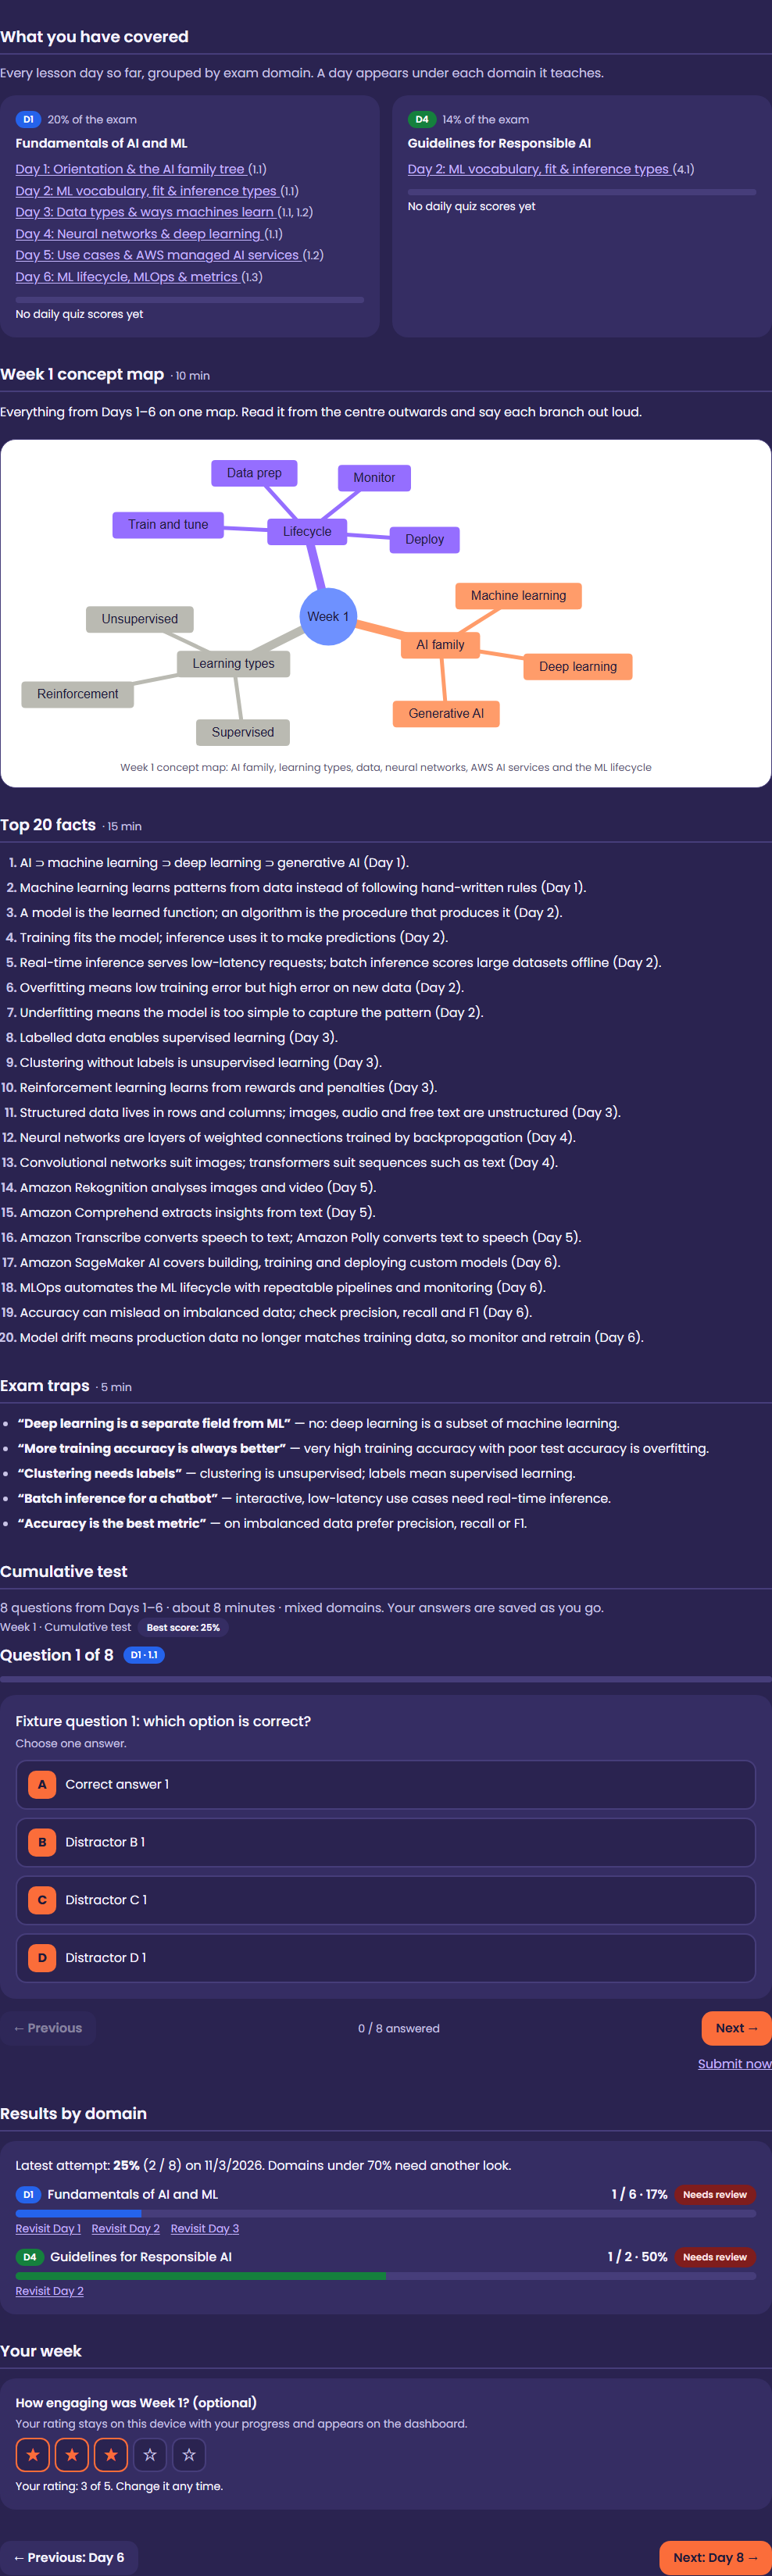 What you have covered
Every lesson day so far, grouped by exam domain. A day appears under each domain it teaches.
D1 20% of the exam
Fundamentals of AI and ML
Day 1: Orientation & the AI family tree (1.1)
Day 2: ML vocabulary, fit & inference types (1.1)
Day 3: Data types & ways machines learn (1.1, 1.2)
Day 4: Neural networks & deep learning (1.1)
Day 5: Use cases & AWS managed AI services (1.2)
Day 6: ML lifecycle, MLOps & metrics (1.3)
No daily quiz scores yet
D4 14% of the exam
Guidelines for Responsible AI
Day 2: ML vocabulary, fit & inference types (4.1)
No daily quiz scores yet
Week 1 concept map · 10 min
Everything from Days 1–6 on one map. Read it from the centre outwards and say each branch out loud.
Data prep
Monitor
Train and tune
Lifecycle
Deploy
Machine learning
Unsupervised
Week 1
AI family
Learning types
Deep learning
Reinforcement
Generative AI
Supervised
Week 1 concept map: AI family, learning types, data, neural networks, AWS AI services and the ML lifecycle
Top 20 facts · 15 min
1. AI ⊃ machine learning ⊃ deep learning ⊃ generative AI (Day 1).
2. Machine learning learns patterns from data instead of following hand-written rules (Day 1).
3. A model is the learned function; an algorithm is the procedure that produces it (Day 2).
4. Training fits the model; inference uses it to make predictions (Day 2).
5. Real-time inference serves low-latency requests; batch inference scores large datasets offline (Day 2).
6. Overfitting means low training error but high error on new data (Day 2).
7. Underfitting means the model is too simple to capture the pattern (Day 2).
8. Labelled data enables supervised learning (Day 3).
9. Clustering without labels is unsupervised learning (Day 3).
10. Reinforcement learning learns from rewards and penalties (Day 3).
11. Structured data lives in rows and columns; images, audio and free text are unstructured (Day 3).
12. Neural networks are layers of weighted connections trained by backpropagation (Day 4).
13. Convolutional networks suit images; transformers suit sequences such as text (Day 4).
14. Amazon Rekognition analyses images and video (Day 5).
15. Amazon Comprehend extracts insights from text (Day 5).
16. Amazon Transcribe converts speech to text; Amazon Polly converts text to speech (Day 5).
17. Amazon SageMaker AI covers building, training and deploying custom models (Day 6).
18. MLOps automates the ML lifecycle with repeatable pipelines and monitoring (Day 6).
19. Accuracy can mislead on imbalanced data; check precision, recall and F1 (Day 6).
20. Model drift means production data no longer matches training data, so monitor and retrain (Day 6).
Exam traps · 5 min
• “Deep learning is a separate field from ML” — no: deep learning is a subset of machine learning.
• “More training accuracy is always better” — very high training accuracy with poor test accuracy is overfitting.
• “Clustering needs labels” — clustering is unsupervised; labels mean supervised learning.
• “Batch inference for a chatbot” — interactive, low-latency use cases need real-time inference.
• “Accuracy is the best metric” — on imbalanced data prefer precision, recall or F1.
Cumulative test
8 questions from Days 1–6 · about 8 minutes · mixed domains. Your answers are saved as you go.
Week 1 · Cumulative test Best score: 25%
Question 1 of 8 D1 · 1.1
Fixture question 1: which option is correct?
Choose one answer.
A Correct answer 1
B Distractor B 1
C Distractor C 1
D Distractor D 1
← Previous 0 / 8 answered Next →
Submit now
Results by domain
Latest attempt: 25% (2 / 8) on 11/3/2026. Domains under 70% need another look.
D1 Fundamentals of AI and ML 1 / 6 · 17% Needs review
Revisit Day 1 Revisit Day 2 Revisit Day 3
D4 Guidelines for Responsible AI 1 / 2 · 50% Needs review
Revisit Day 2
Your week
How engaging was Week 1? (optional)
Your rating stays on this device with your progress and appears on the dashboard.
★ ★ ★ ☆ ☆
Your rating: 3 of 5. Change it any time.
← Previous: Day 6 Next: Day 8 →